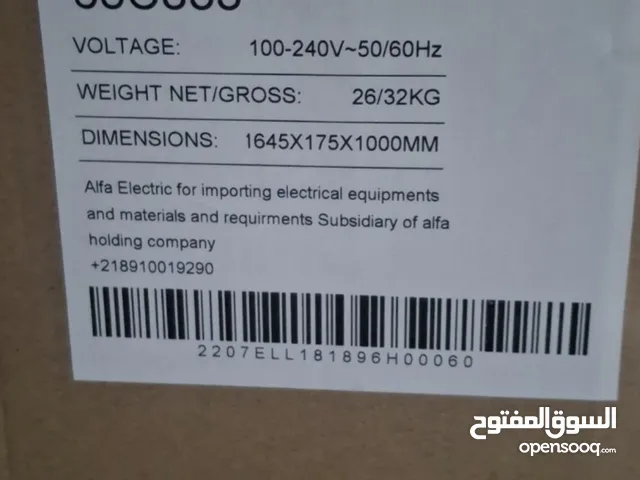 VOLTAGE: 100-240V~50/60Hz
WEIGHT NET/GROSS: 26/32KG
DIMENSIONS: 1645X175X1000MM
Alfa Electric for importing electrical equipments
and materials and requirments Subsidiary of alfa
holding company
+218910019290
2207ELL181896H00060
السوق المفتوح
opensooq.com